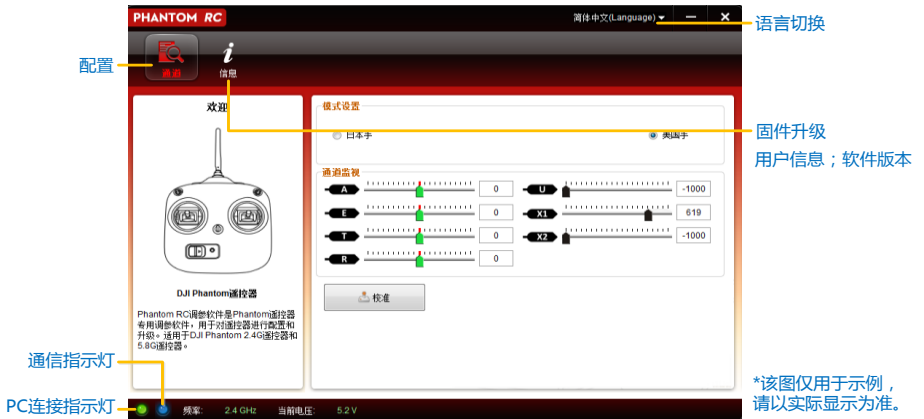 PHANTOM RC
简体中文(Language)
语言切换
配置
通道
信息
欢迎
DJI Phantom遥控器
Phantom RC调参软件是Phantom遥控器
专用调参软件，用于对遥控器进行配置和
升级。适用于DJI Phantom 2.4G遥控器和
5.8G遥控器。
模式设置
日本手
美国手
固件升级
用户信息；软件版本
通道监视
A 0 U -1000
E 0 X1 619
T 0 X2 -1000
R 0
校准
通信指示灯
PC连接指示灯
频率: 2.4 GHz 当前电压: 5.2 V
*该图仅用于示例，
请以实际显示为准。